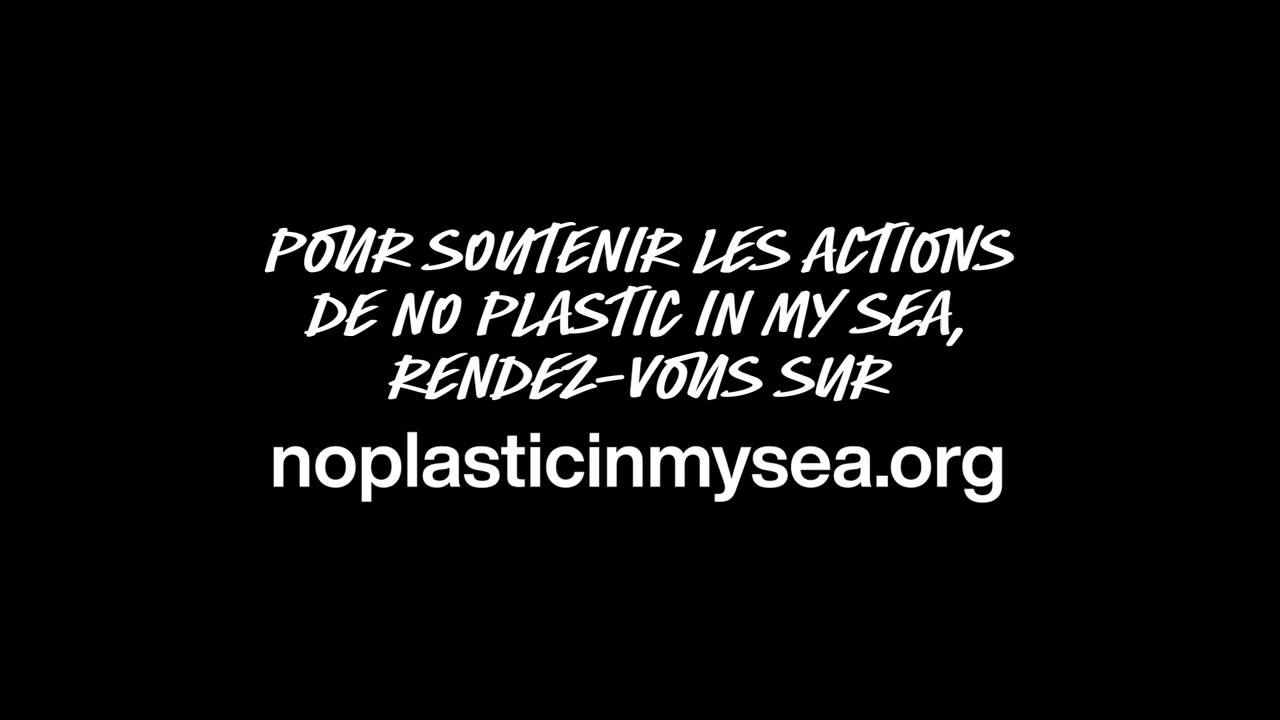 POUR SOUTENIR LES ACTIONS
DE NO PLASTIC IN MY SEA,
RENDEZ-VOUS SUR
noplasticinmysea.org